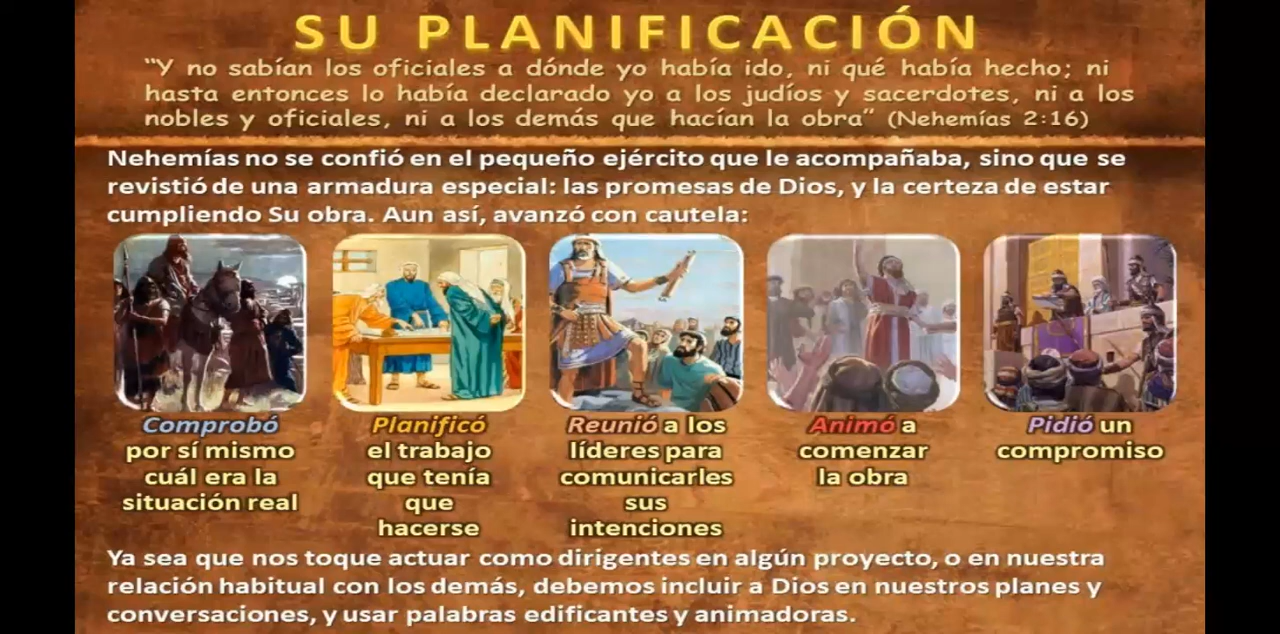 SU PLANIFICACIÓN
“Y no sabían los oficiales a dónde yo había ido, ni qué había hecho; ni
hasta entonces lo había declarado yo a los judíos y sacerdotes, ni a los
nobles y oficiales, ni a los demás que hacían la obra” (Nehemías 2:16)
Nehemías no se confió en el pequeño ejército que le acompañaba, sino que se
revistió de una armadura especial: las promesas de Dios, y la certeza de estar
cumpliendo Su obra. Aun así, avanzó con cautela:
Comprobó
por sí mismo
cuál era la
situación real
Planificó
el trabajo
que tenía
que
hacerse
Reunió a los
líderes para
comunicarles
sus
intenciones
Animó a
comenzar
la obra
Pidió un
compromiso
Ya sea que nos toque actuar como dirigentes en algún proyecto, o en nuestra
relación habitual con los demás, debemos incluir a Dios en nuestros planes y
conversaciones, y usar palabras edificantes y animadoras.